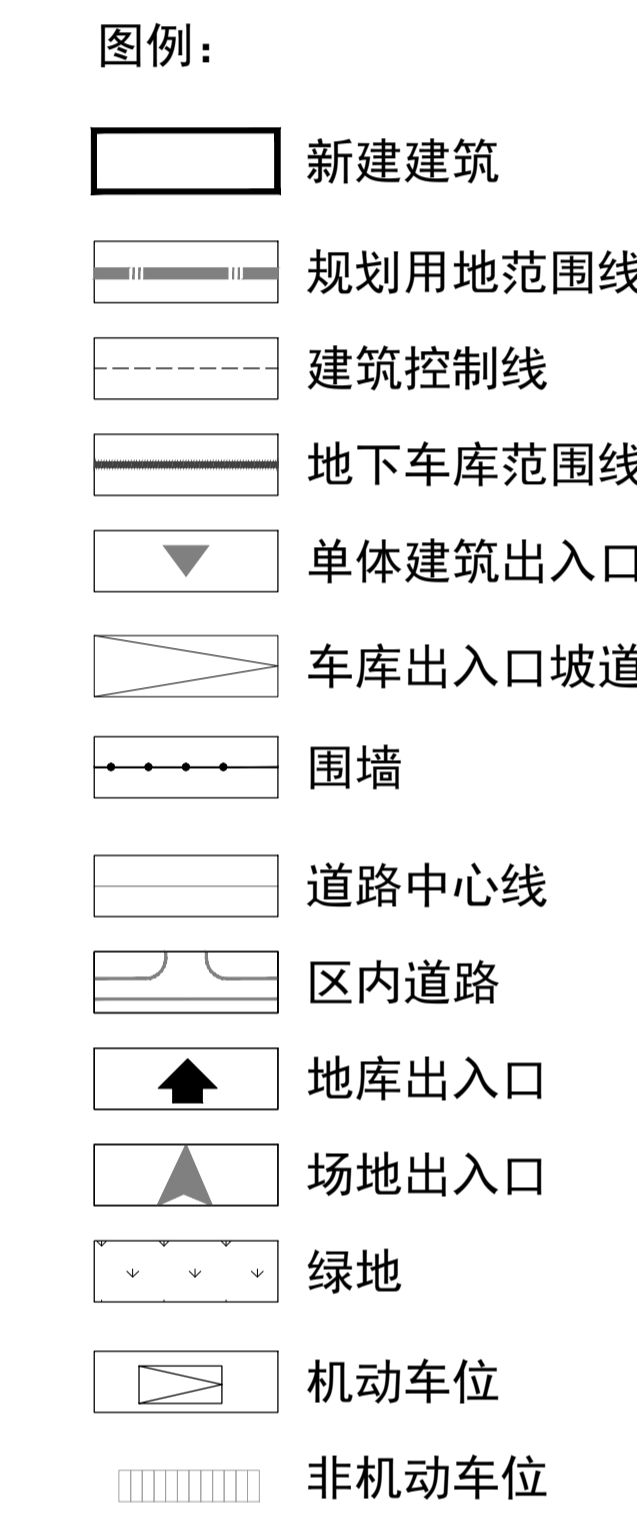 图例：
新建建筑
规划用地范围线
建筑控制线
地下车库范围线
单体建筑出入口
车库出入口坡道
围墙
道路中心线
区内道路
地库出入口
场地出入口
绿地
机动车位
非机动车位